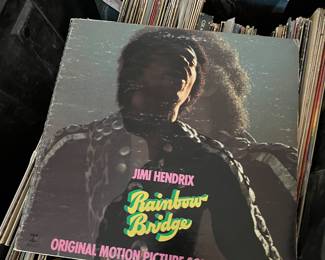 JIMI HENDRIX
Rainbow
Bridge
ORIGINAL MOTION PICTURE